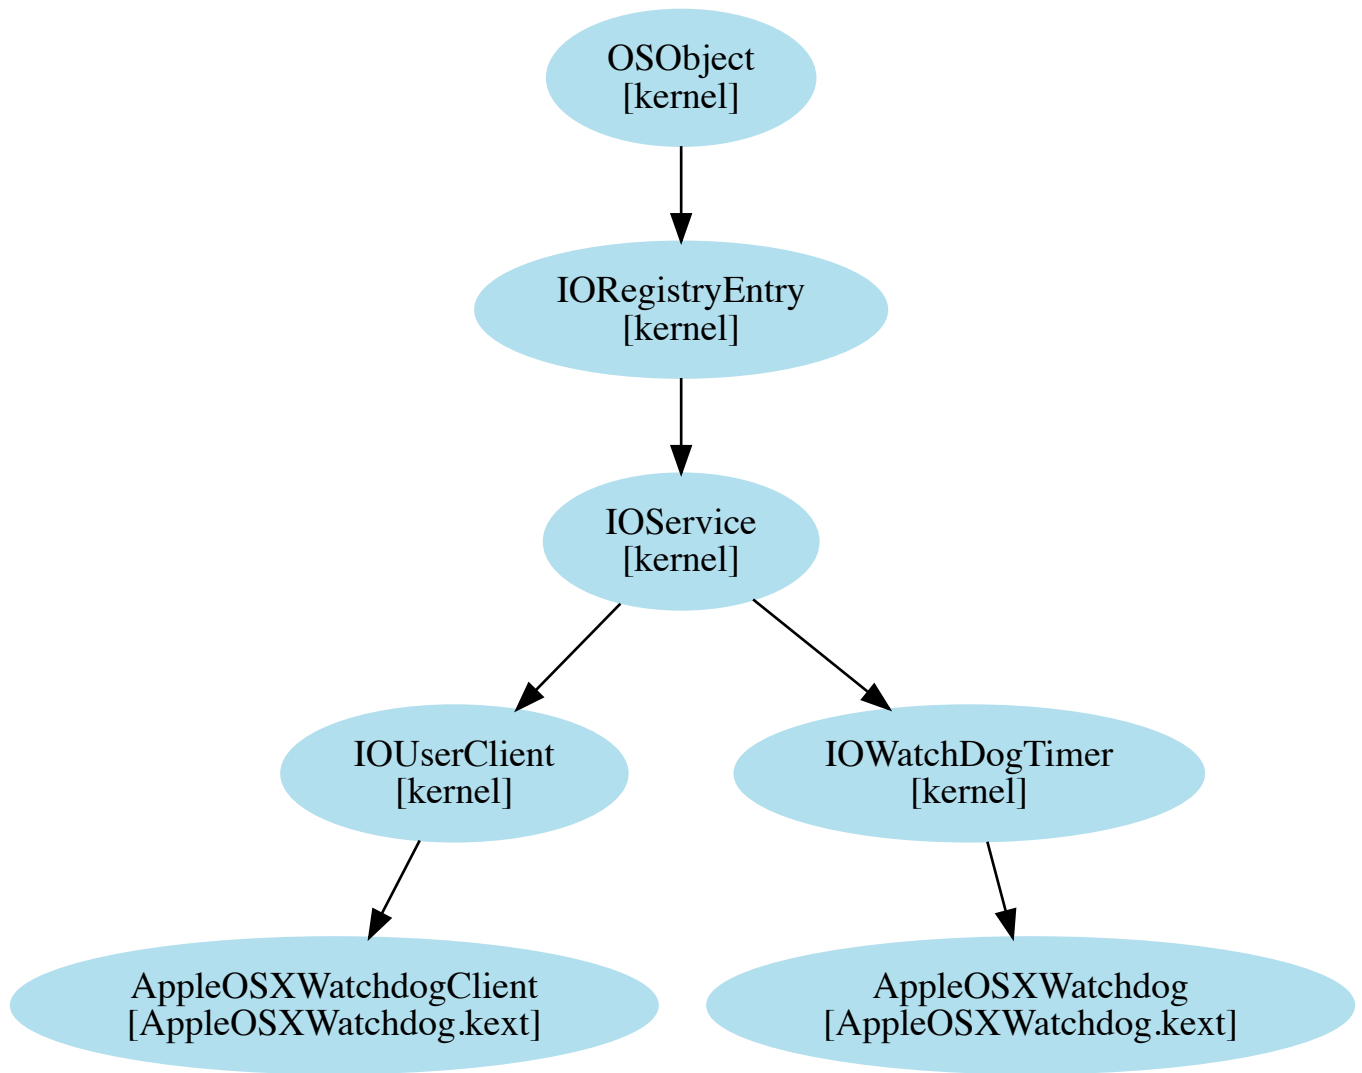 OSObject
[kernel]
IORegistryEntry
[kernel]
IOService
[kernel]
IOUserClient
[kernel]
IOWatchDogTimer
[kernel]
AppleOSXWatchdogClient
[AppleOSXWatchdog.kext]
AppleOSXWatchdog
[AppleOSXWatchdog.kext]